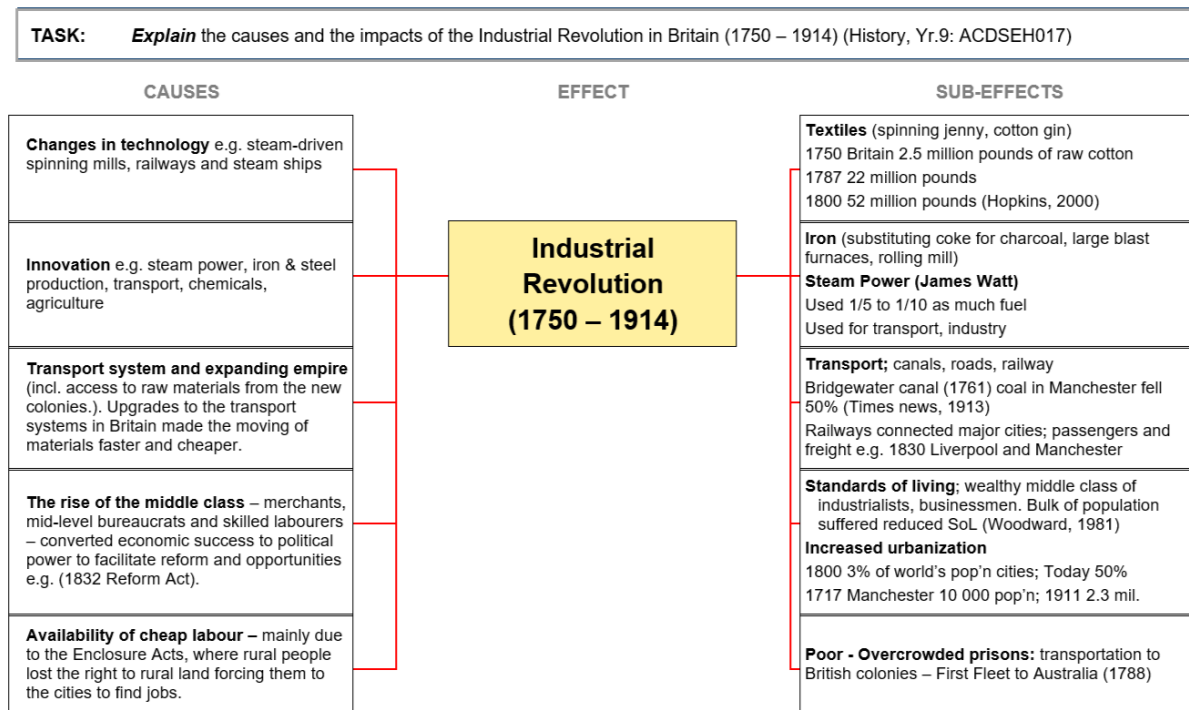 TASK: Explain the causes and the impacts of the Industrial Revolution in Britain (1750 – 1914) (History, Yr.9: ACDSEH017)
CAUSES
EFFECT
SUB-EFFECTS
Changes in technology e.g. steam-driven
spinning mills, railways and steam ships
Innovation e.g. steam power, iron & steel
production, transport, chemicals,
agriculture
Transport system and expanding empire
(incl. access to raw materials from the new
colonies.). Upgrades to the transport
systems in Britain made the moving of
materials faster and cheaper.
The rise of the middle class – merchants,
mid-level bureaucrats and skilled labourers
– converted economic success to political
power to facilitate reform and opportunities
e.g. (1832 Reform Act).
Availability of cheap labour – mainly due
to the Enclosure Acts, where rural people
lost the right to rural land forcing them to
the cities to find jobs.
Industrial
Revolution
(1750 – 1914)
Textiles (spinning jenny, cotton gin)
1750 Britain 2.5 million pounds of raw cotton
1787 22 million pounds
1800 52 million pounds (Hopkins, 2000)
Iron (substituting coke for charcoal, large blast
furnaces, rolling mill)
Steam Power (James Watt)
Used 1/5 to 1/10 as much fuel
Used for transport, industry
Transport; canals, roads, railway
Bridgewater canal (1761) coal in Manchester fell
50% (Times news, 1913)
Railways connected major cities; passengers and
freight e.g. 1830 Liverpool and Manchester
Standards of living; wealthy middle class of
industrialists, businessmen. Bulk of population
suffered reduced SoL (Woodward, 1981)
Increased urbanization
1800 3% of world's pop'n cities; Today 50%
1717 Manchester 10 000 pop'n; 1911 2.3 mil.
Poor - Overcrowded prisons: transportation to
British colonies – First Fleet to Australia (1788)